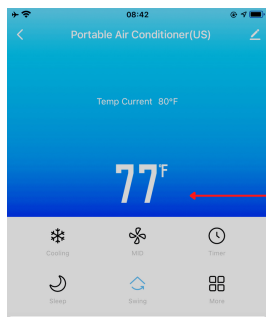 08:42
Portable Air Conditioner(US)
Temp Current 80°F
77°F
Cooling MID Timer
Sleep Swing More